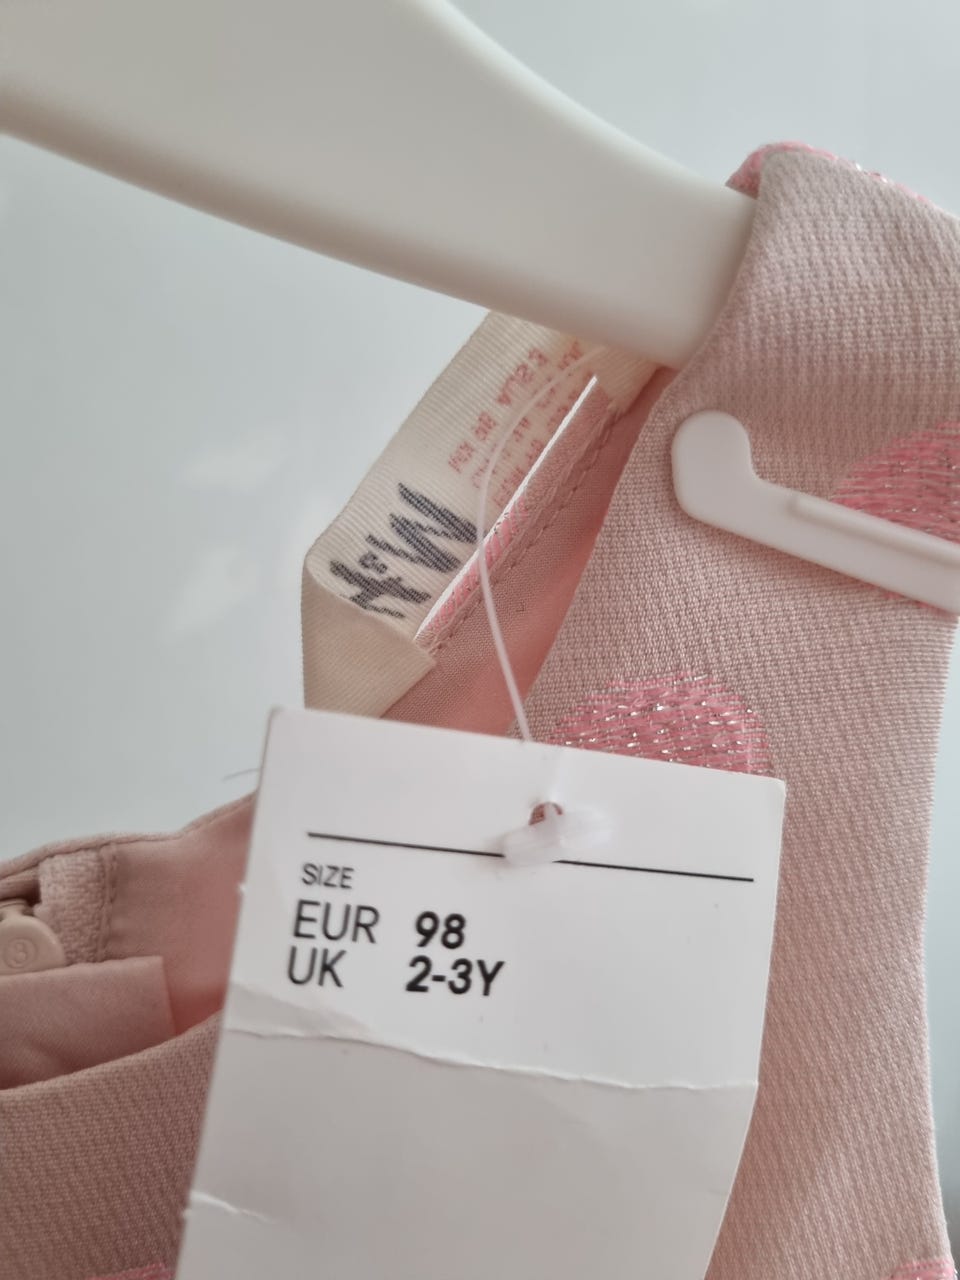 H&M
SIZE
EUR 98
UK 2-3Y